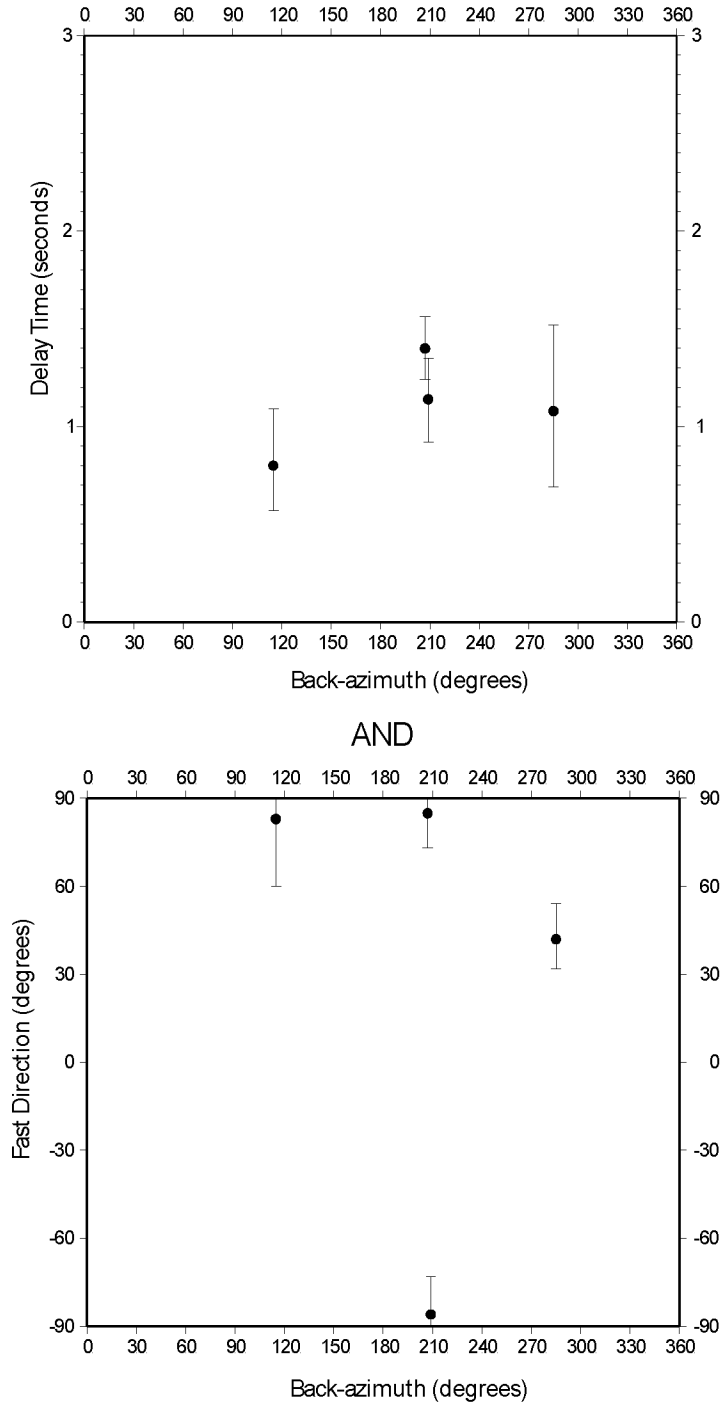 0 30 60 90 120 150 180 210 240 270 300 330 360
3 3
2 2
Delay Time (seconds)
1 1
0 0
0 30 60 90 120 150 180 210 240 270 300 330 360
Back-azimuth (degrees)
AND
0 30 60 90 120 150 180 210 240 270 300 330 360
90 90
60 60
30 30
Fast Direction (degrees)
0 0
-30 -30
-60 -60
-90 -90
0 30 60 90 120 150 180 210 240 270 300 330 360
Back-azimuth (degrees)